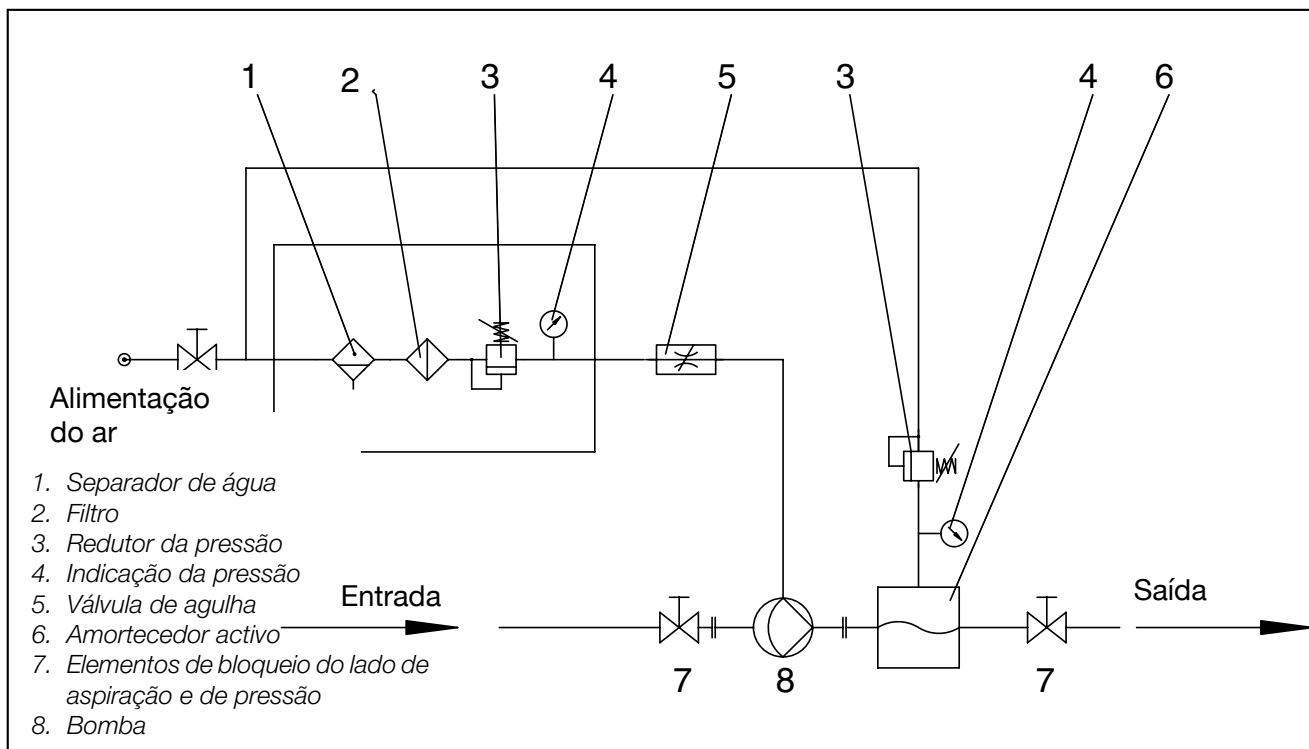 1 2 3 4 5 3 4 6
Alimentação
do ar
1. Separador de água
2. Filtro
3. Redutor da pressão
4. Indicação da pressão
5. Válvula de agulha
6. Amortecedor activo
7. Elementos de bloqueio do lado de
aspiração e de pressão
8. Bomba
Entrada
Saída
7 8 7